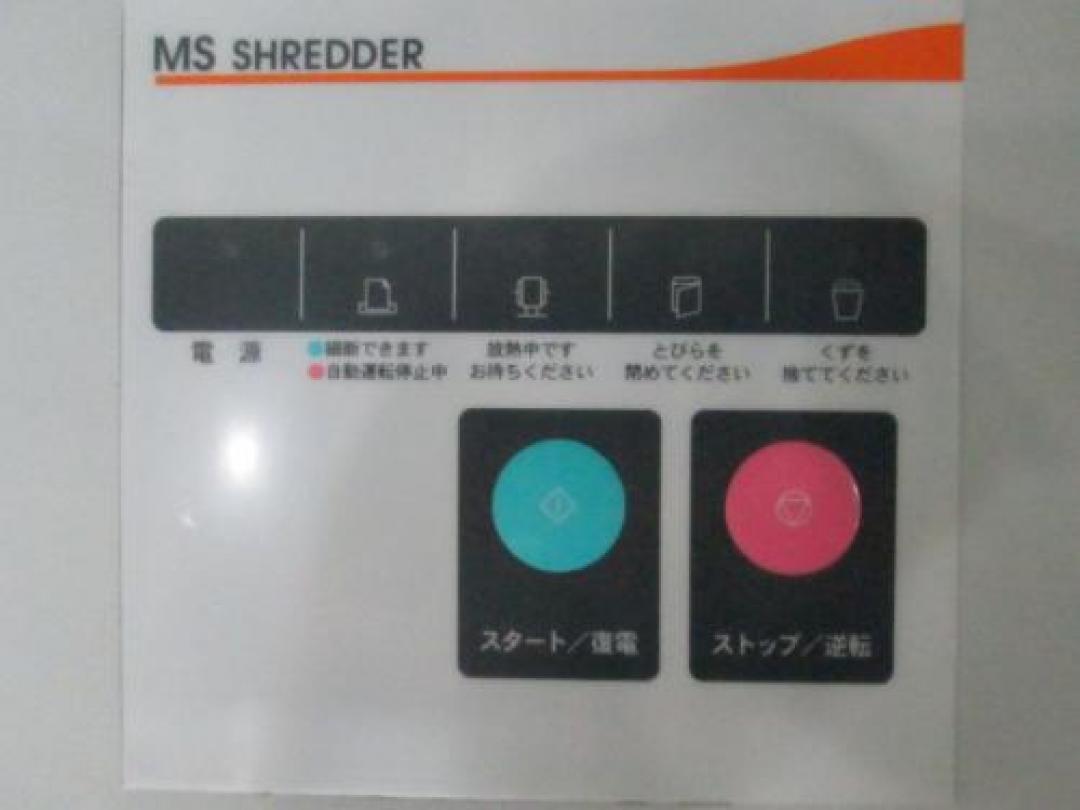 MS SHREDDER
電源
細断できます
自動運転停止中
放熱中です
お待ちください
とびらを
閉めてください
くずを
捨ててください
スタート/復電
ストップ/逆転